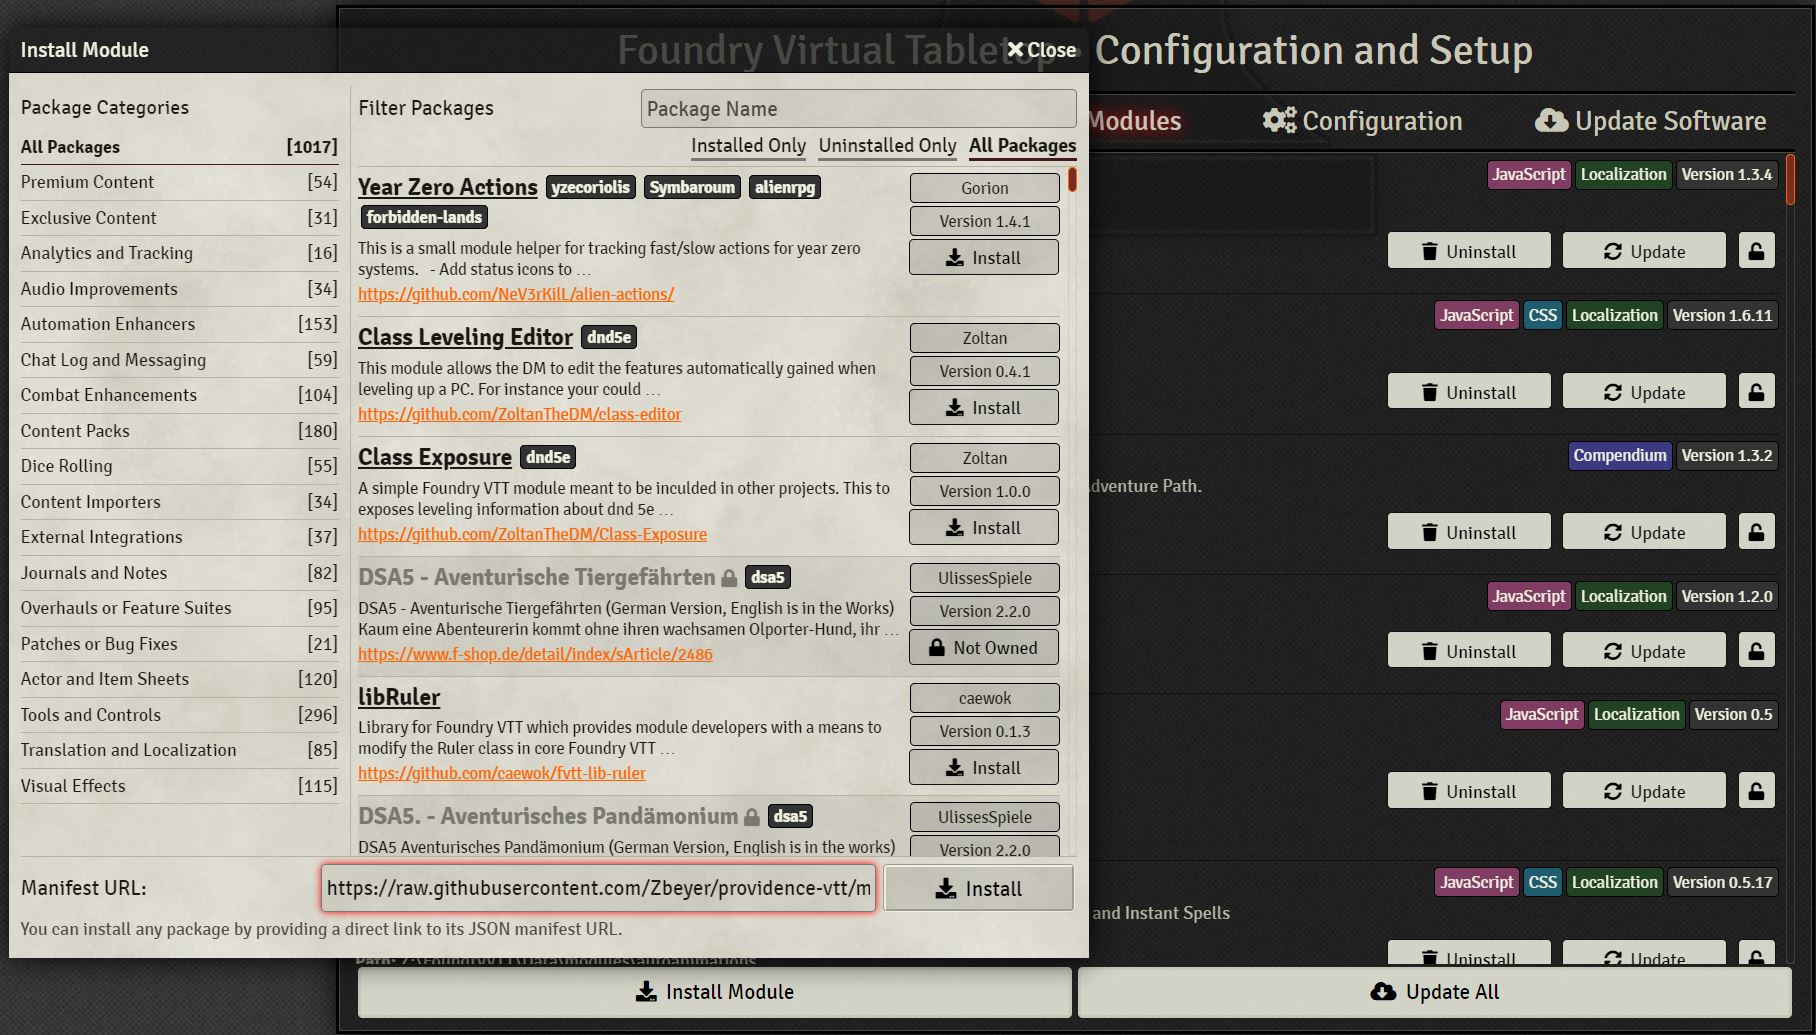 Foundry Virtual Tabletop Configuration and Setup
Install Module
Close
Modules
Configuration
Update Software
Package Categories
All Packages [1017]
Premium Content [54]
Exclusive Content [31]
Analytics and Tracking [16]
Audio Improvements [34]
Automation Enhancers [153]
Chat Log and Messaging [59]
Combat Enhancements [104]
Content Packs [180]
Dice Rolling [55]
Content Importers [34]
External Integrations [37]
Journals and Notes [82]
Overhauls or Feature Suites [95]
Patches or Bug Fixes [21]
Actor and Item Sheets [120]
Tools and Controls [296]
Translation and Localization [85]
Visual Effects [115]
Filter Packages
Package Name
Installed Only Uninstalled Only All Packages
Year Zero Actions yzecoriolis Symbaroum alienrpg
forbidden-lands
This is a small module helper for tracking fast/slow actions for year zero
systems. - Add status icons to ...
https://github.com/NeV3rKilL/alien-actions/
Gorion
Version 1.4.1
Install
Class Leveling Editor dnd5e
This module allows the DM to edit the features automatically gained when
leveling up a PC. For instance your could ...
https://github.com/ZoltanTheDM/class-editor
Zoltan
Version 0.4.1
Install
Class Exposure dnd5e
A simple Foundry VTT module meant to be inculded in other projects. This to
exposes leveling information about dnd 5e ...
https://github.com/ZoltanTheDM/Class-Exposure
Zoltan
Version 1.0.0
Install
DSA5 - Aventurische Tiergefährten dsa5
DSA5 - Aventurische Tiergefährten (German Version, English is in the Works)
Kaum eine Abenteurerin kommt ohne ihren wachsamen Olporter-Hund, ihr ...
https://www.f-shop.de/detail/index/sArticle/2486
UlissesSpiele
Version 2.2.0
Not Owned
libRuler
Library for Foundry VTT which provides module developers with a means to
modify the Ruler class in core Foundry VTT ...
https://github.com/caewok/fvtt-lib-ruler
caewok
Version 0.1.3
Install
DSA5. - Aventurisches Pandämonium dsa5
DSA5 Aventurisches Pandämonium (German Version, English is in the works)
UlissesSpiele
Version 2.2.0
Manifest URL:
https://raw.githubusercontent.com/Zbeyer/providence-vtt/m
Install
You can install any package by providing a direct link to its JSON manifest URL.
JavaScript Localization Version 1.3.4
Uninstall Update
JavaScript CSS Localization Version 1.6.11
Uninstall Update
Compendium Version 1.3.2
Adventure Path.
Uninstall Update
JavaScript Localization Version 1.2.0
Uninstall Update
JavaScript Localization Version 0.5
Uninstall Update
JavaScript CSS Localization Version 0.5.17
and Instant Spells
Uninstall Update
Install Module
Update All